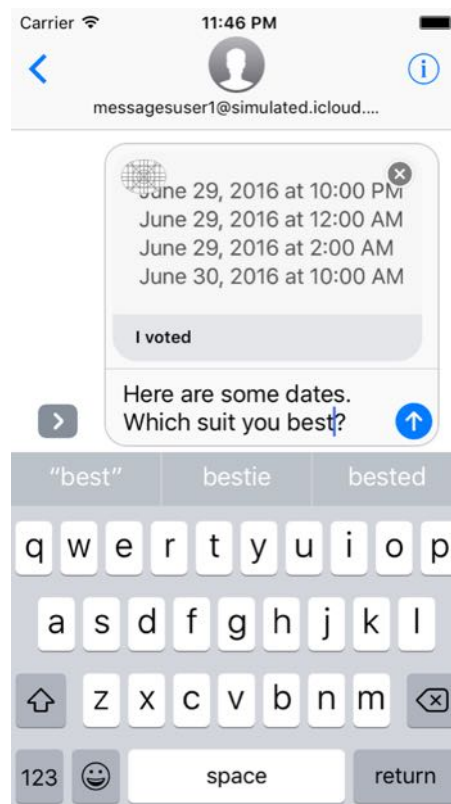 Carrier 11:46 PM
messagesuser1@simulated.icloud....
June 29, 2016 at 10:00 PM
June 29, 2016 at 12:00 AM
June 29, 2016 at 2:00 AM
June 30, 2016 at 10:00 AM
I voted
Here are some dates.
Which suit you best?
“best” bestie bested
q w e r t y u i o p
a s d f g h j k l
z x c v b n m
123 space return